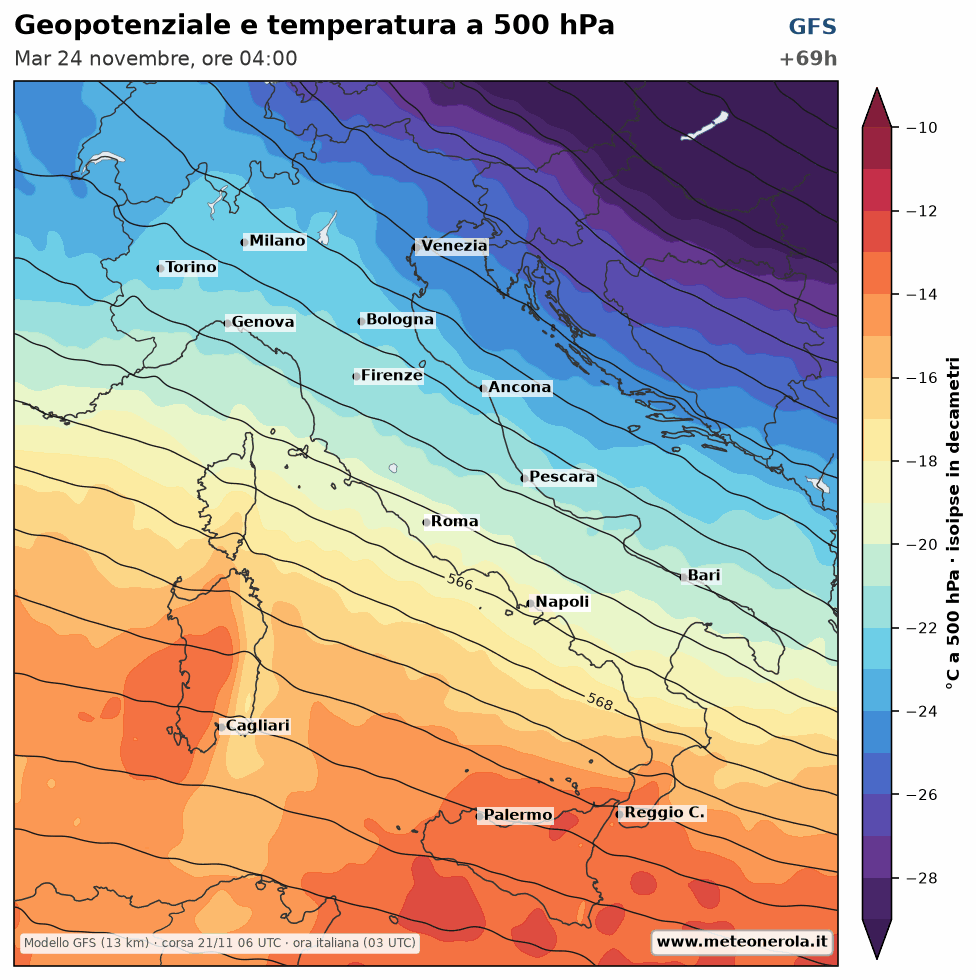 Geopotenziale e temperatura a 500 hPa
GFS
Mar 24 novembre, ore 04:00
+69h
Milano
Venezia
Torino
Genova
Bologna
Firenze
Ancona
Pescara
Roma
566
Bari
Napoli
568
Cagliari
Palermo
Reggio C.
−10
−12
−14
−16
−18
−20
−22
−24
−26
−28
°C a 500 hPa · isoipse in decametri
Modello GFS (13 km) · corsa 21/11 06 UTC · ora italiana (03 UTC)
www.meteonerola.it